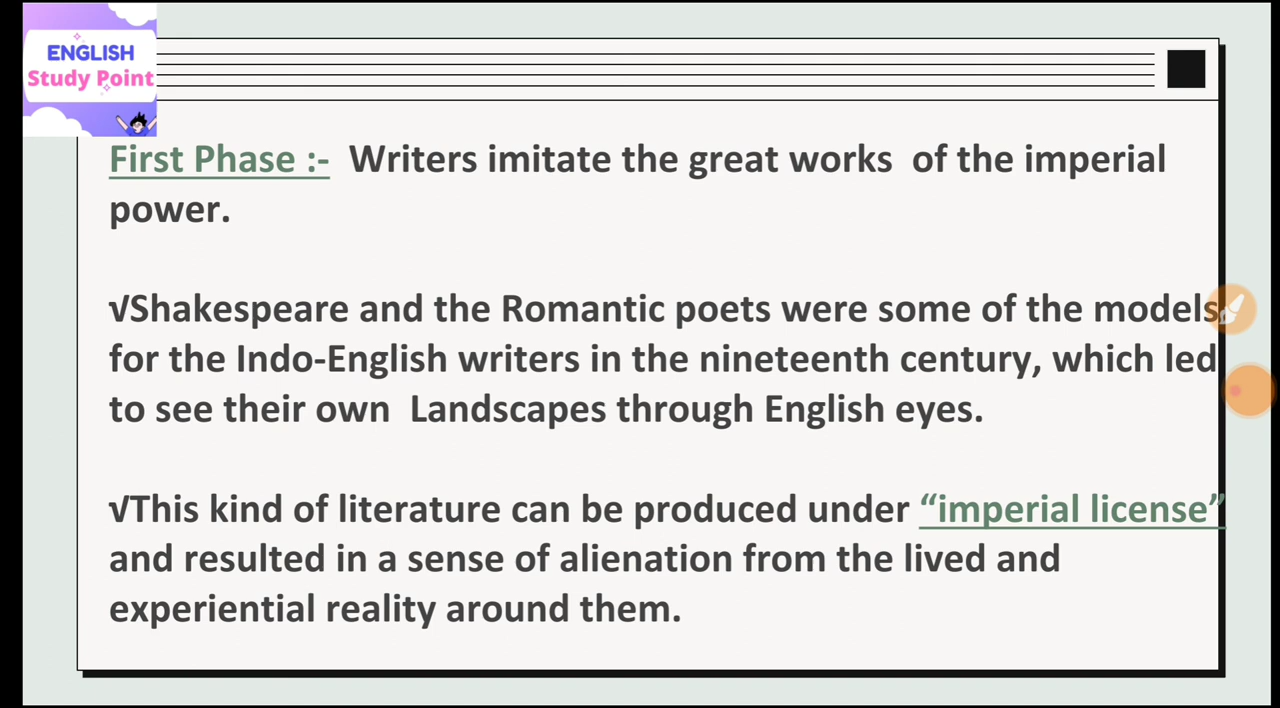 ENGLISH
Study Point
First Phase :- Writers imitate the great works of the imperial
power.
√Shakespeare and the Romantic poets were some of the models
for the Indo-English writers in the nineteenth century, which led
to see their own Landscapes through English eyes.
√This kind of literature can be produced under “imperial license”
and resulted in a sense of alienation from the lived and
experiential reality around them.